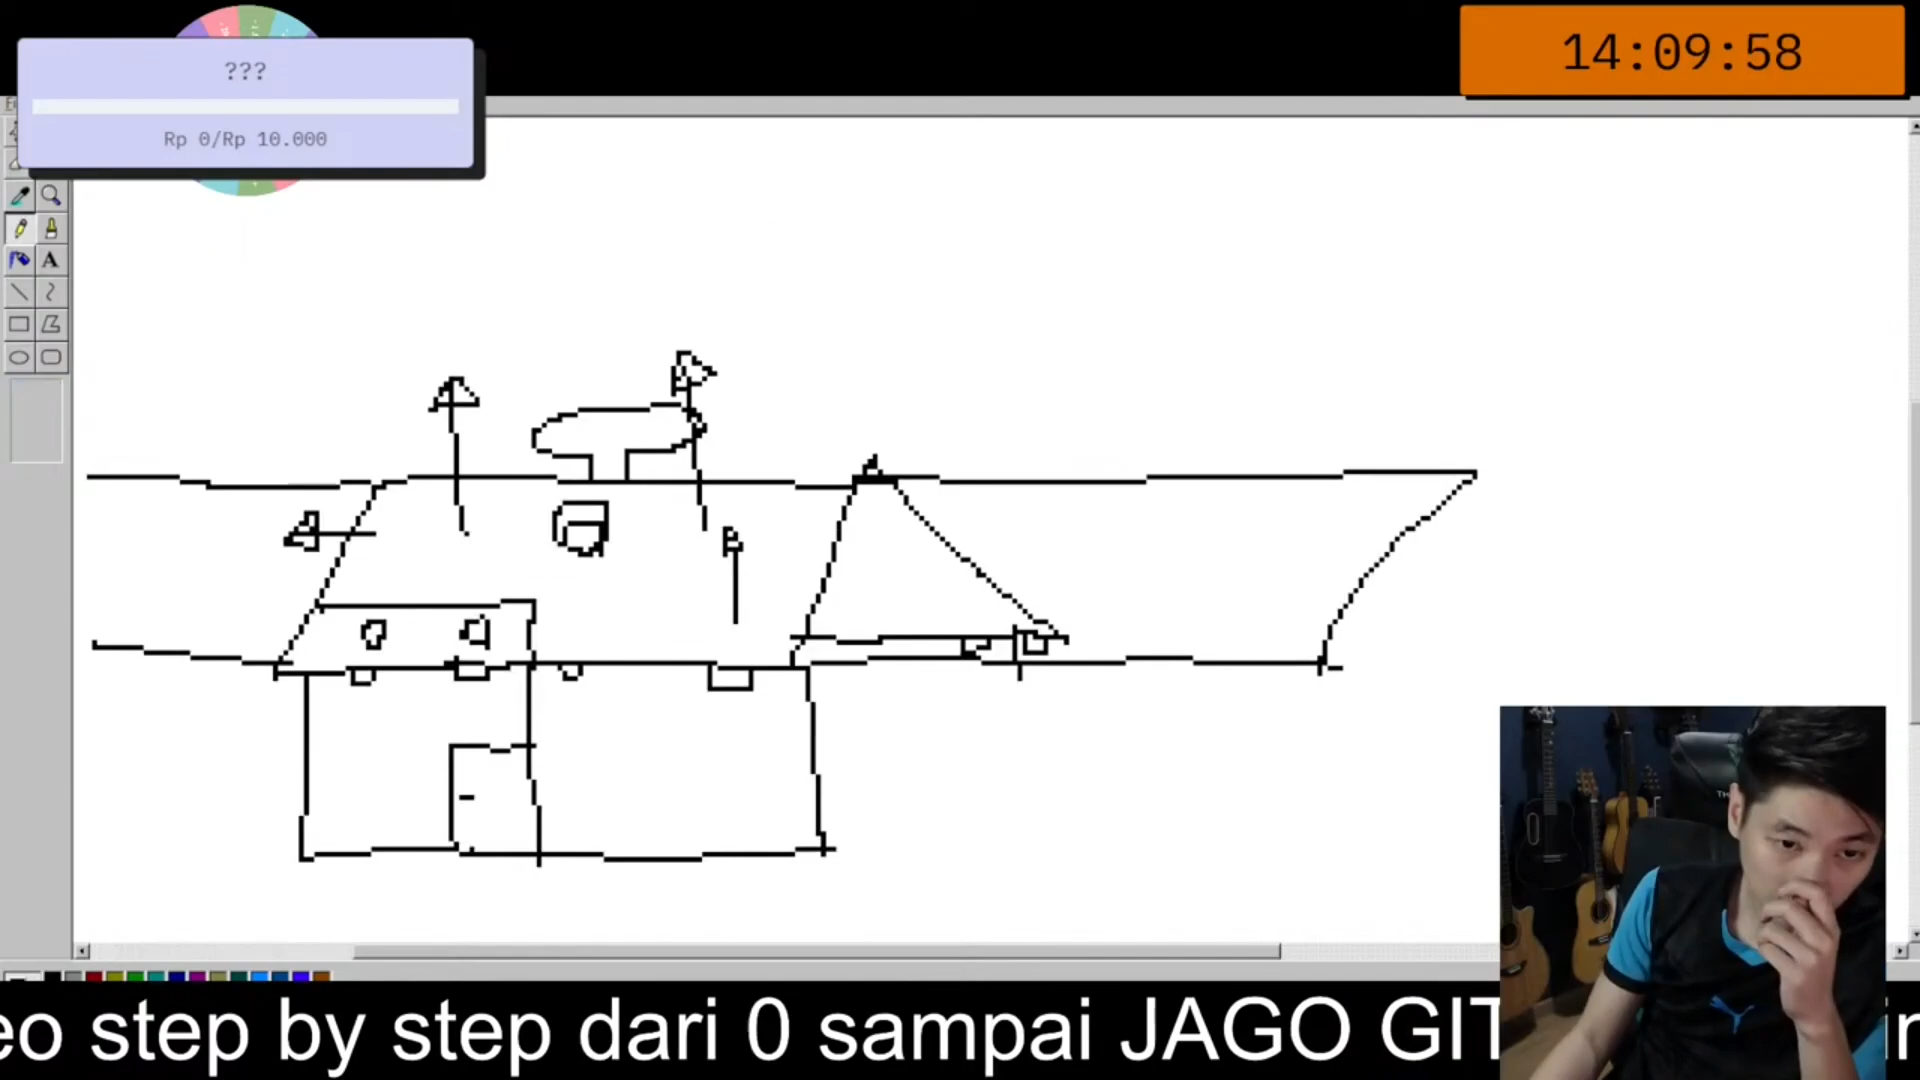 ???
14:09:58
Rp 0/Rp 10.000
A
eo step by step dari 0 sampai JAGO GIT